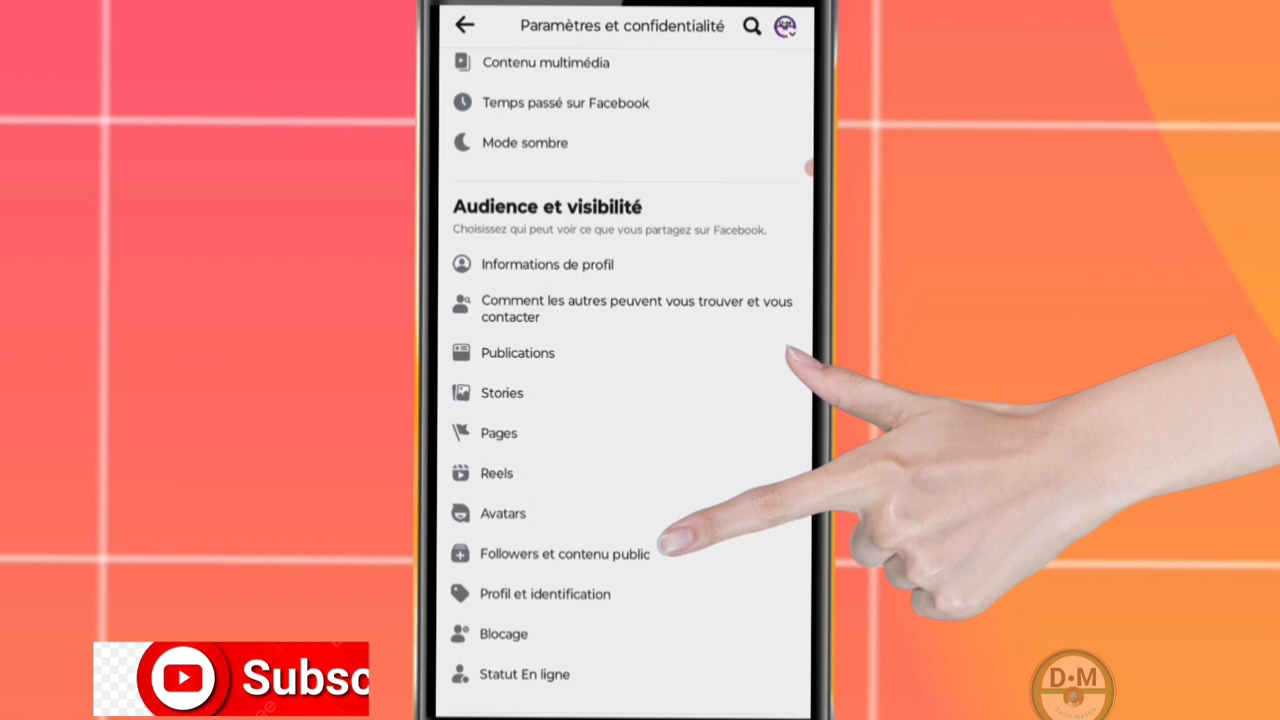 Paramètres et confidentialité
Contenu multimédia
Temps passé sur Facebook
Mode sombre
Audience et visibilité
Choisissez qui peut voir ce que vous partagez sur Facebook.
Informations de profil
Comment les autres peuvent vous trouver et vous
contacter
Publications
Stories
Pages
Reels
Avatars
Followers et contenu public
Profil et identification
Blocage
Statut En ligne
Subsc
D•M